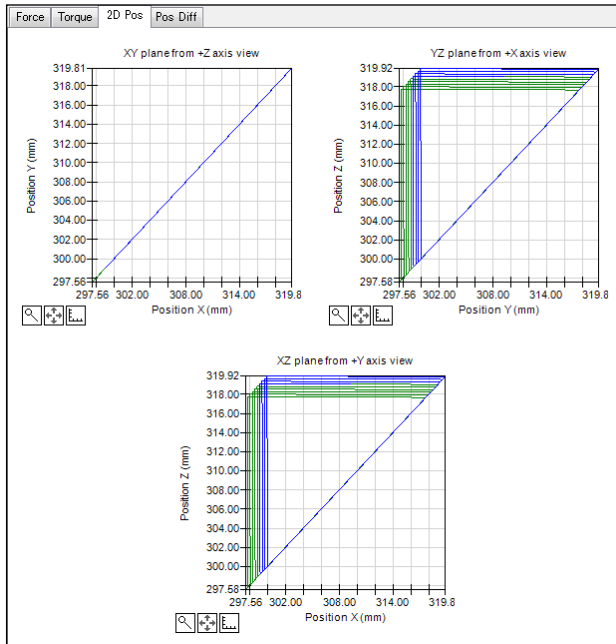 Force Torque 2D Pos Pos Diff
XY plane from +Z axis view
319.81
318.00
316.00
314.00
312.00
310.00
308.00
306.00
304.00
302.00
300.00
297.56
Position Y (mm)
297.56 302.00 308.00 314.00 319.8
Position X (mm)
YZ plane from +X axis view
319.92
318.00
316.00
314.00
312.00
310.00
308.00
306.00
304.00
302.00
300.00
297.58
Position Z (mm)
297.56 302.00 308.00 314.00 319.8
Position Y (mm)
XZ plane from +Y axis view
319.92
318.00
316.00
314.00
312.00
310.00
308.00
306.00
304.00
302.00
300.00
297.58
Position Z (mm)
297.56 302.00 308.00 314.00 319.8
Position X (mm)